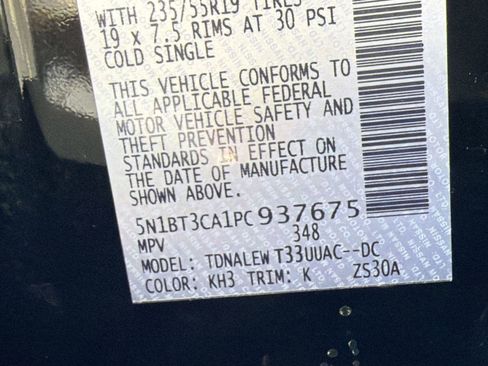 WITH 235/55R19 TIRES
19 x 7.5 RIMS AT 30 PSI
COLD SINGLE
THIS VEHICLE CONFORMS TO
ALL APPLICABLE FEDERAL
MOTOR VEHICLE SAFETY AND
THEFT PREVENTION
STANDARDS IN EFFECT ON
THE DATE OF MANUFACTURE
SHOWN ABOVE.
5N1BT3CA1PC937675
MPV 348
MODEL: TDNALEW T33UUAC--DC
COLOR: KH3 TRIM: K ZS30A